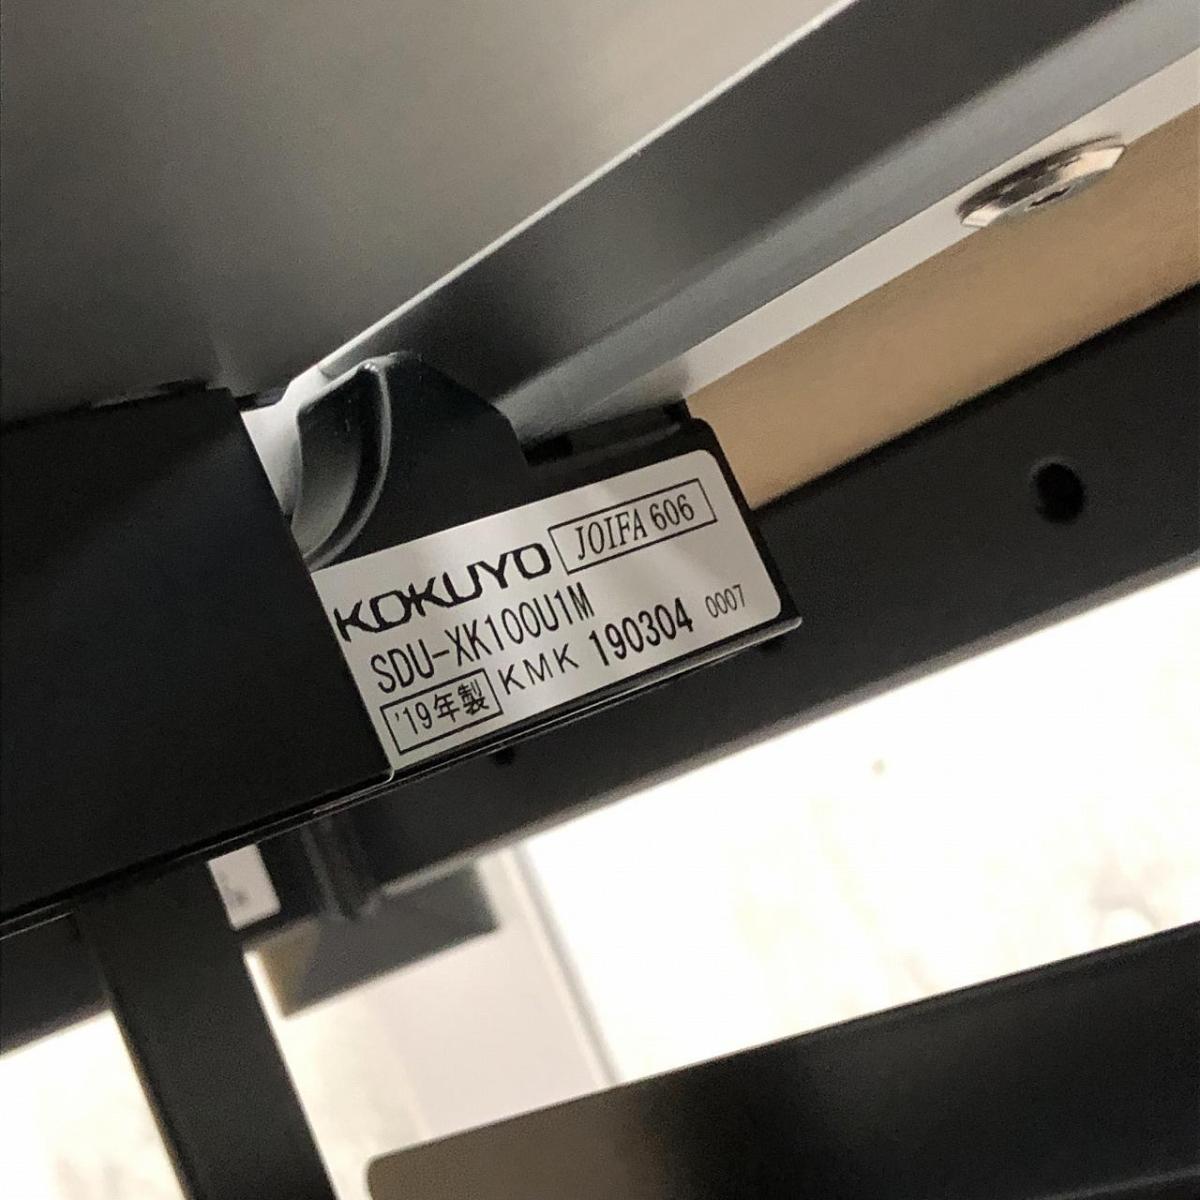 KOKUYO JOIFA 606
SDU-XK100U1M
'19年製 KMK 190304 0007